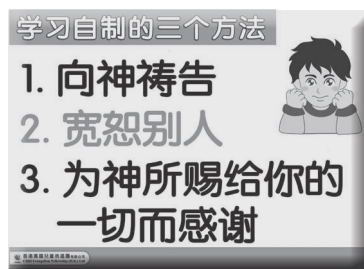 学习自制的三个方法
1. 向神祷告
2. 宽恕别人
3. 为神所赐给你的
一切而感谢